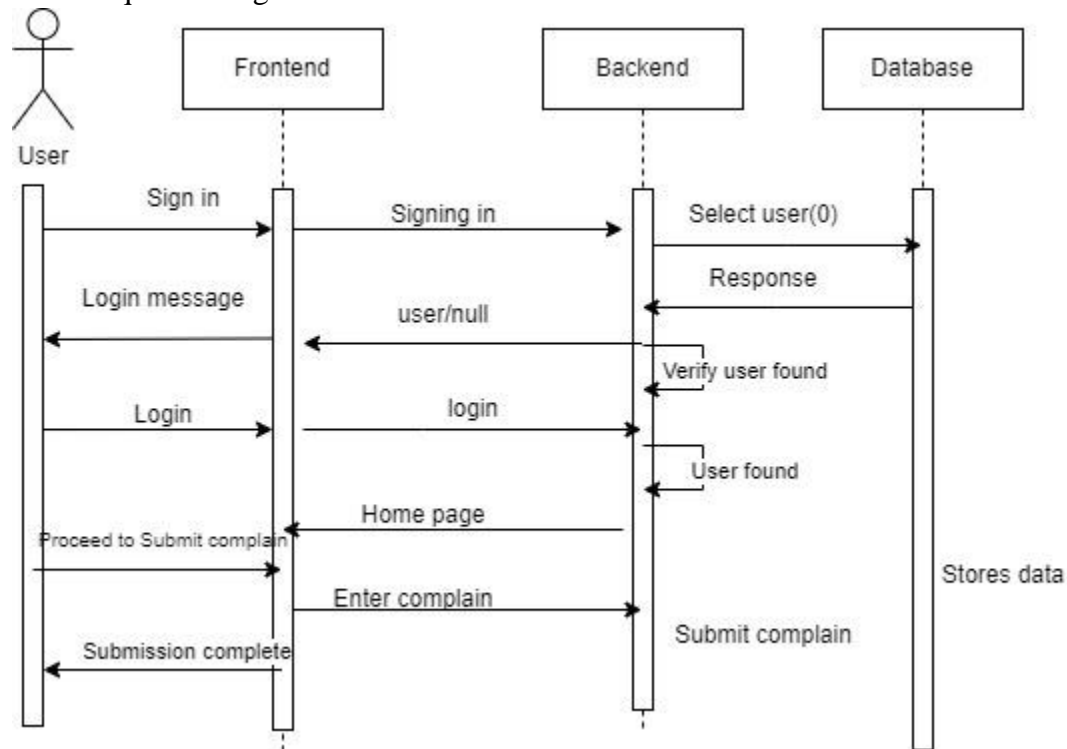 Frontend
Backend
Database
User
Sign in
Signing in
Select user(0)
Response
Login message
user/null
Verify user found
Login
login
User found
Home page
Proceed to Submit complain
Stores data
Enter complain
Submit complain
Submission complete